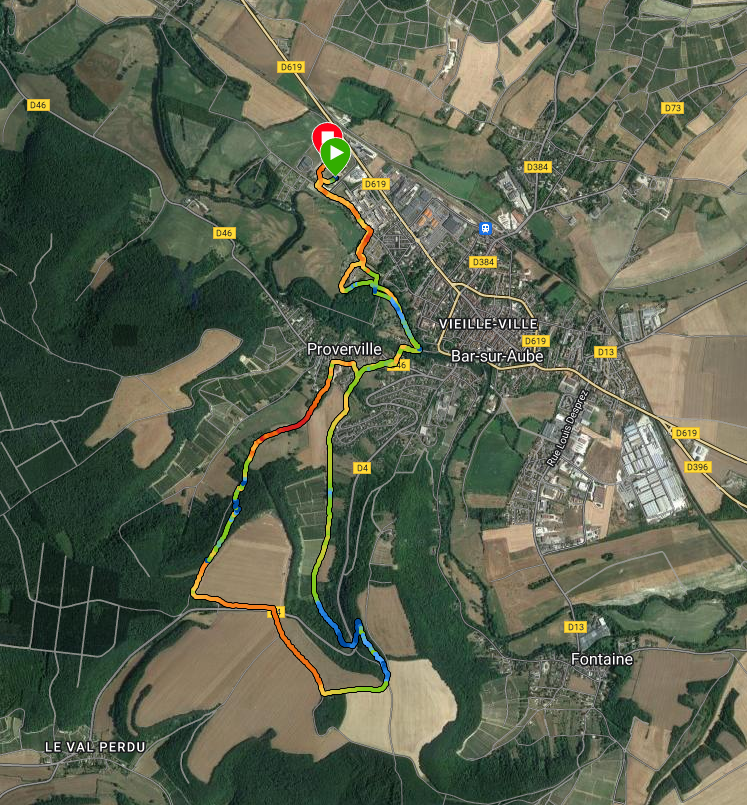 D619
D46
D73
D384
D619
D46
D384
VIEILLE-VILLE
D619
Proverville
D13
Bar-sur-Aube
46
Rue Louis Desprez
D619
D4
D396
D13
Fontaine
LE VAL PERDU